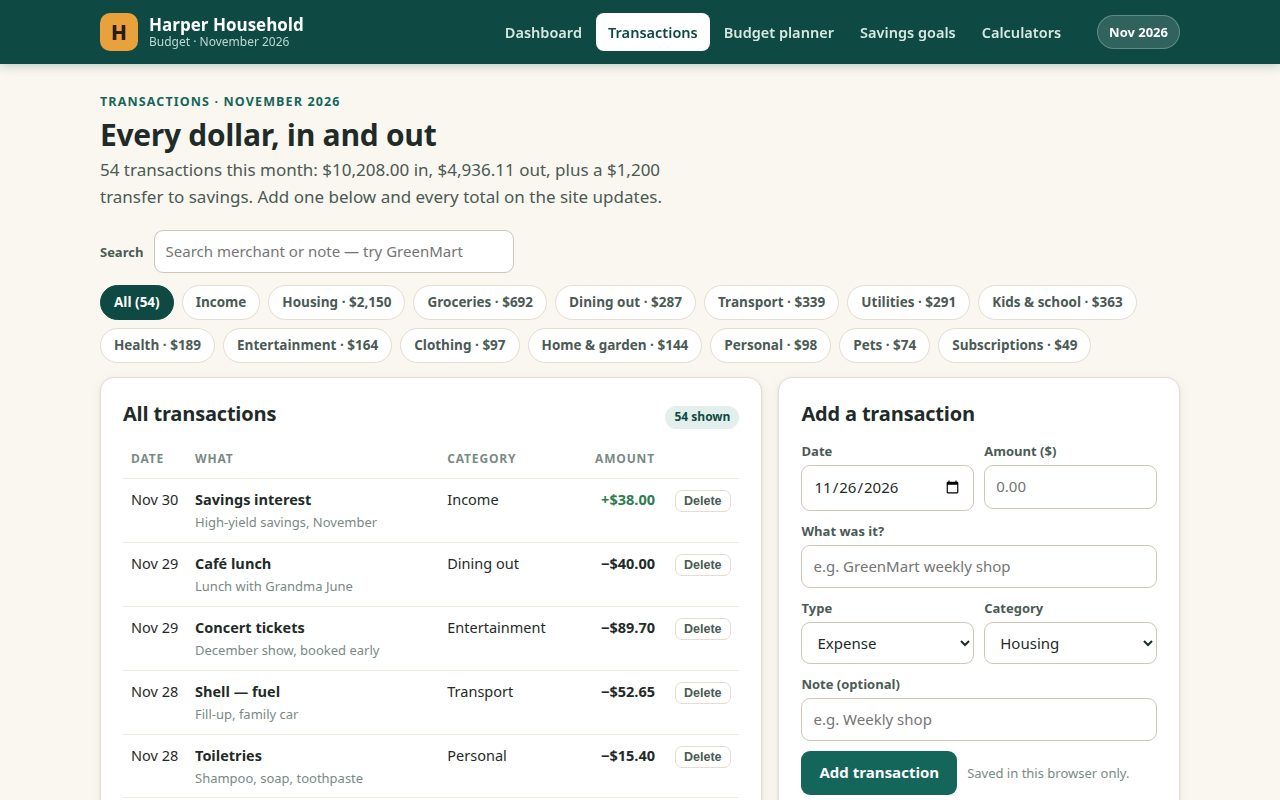 H
Harper Household
Budget · November 2026
Dashboard
Transactions
Budget planner
Savings goals
Calculators
Nov 2026
TRANSACTIONS · NOVEMBER 2026
Every dollar, in and out
54 transactions this month: $10,208.00 in, $4,936.11 out, plus a $1,200
transfer to savings. Add one below and every total on the site updates.
Search
Search merchant or note — try GreenMart
All (54)
Income
Housing · $2,150
Groceries · $692
Dining out · $287
Transport · $339
Utilities · $291
Kids & school · $363
Health · $189
Entertainment · $164
Clothing · $97
Home & garden · $144
Personal · $98
Pets · $74
Subscriptions · $49
All transactions
54 shown
DATE WHAT CATEGORY AMOUNT
Nov 30 Savings interest Income +$38.00 Delete
High-yield savings, November
Nov 29 Café lunch Dining out −$40.00 Delete
Lunch with Grandma June
Nov 29 Concert tickets Entertainment −$89.70 Delete
December show, booked early
Nov 28 Shell — fuel Transport −$52.65 Delete
Fill-up, family car
Nov 28 Toiletries Personal −$15.40 Delete
Shampoo, soap, toothpaste
Add a transaction
Date Amount ($)
11/26/2026 0.00
What was it?
e.g. GreenMart weekly shop
Type Category
Expense Housing
Note (optional)
e.g. Weekly shop
Add transaction Saved in this browser only.